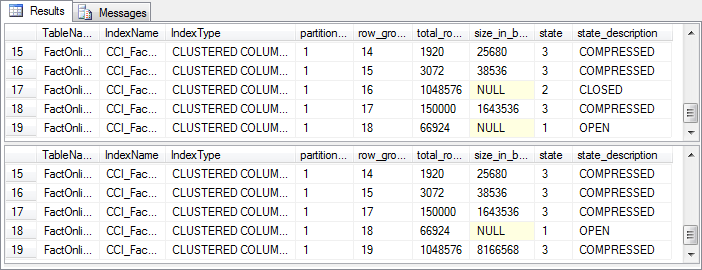 Results Messages
TableNa... IndexName IndexType partition... row_gro... total_ro... size_in_b... state state_description
15 FactOnli... CCI_Fac... CLUSTERED COLUM... 1 14 1920 25680 3 COMPRESSED
16 FactOnli... CCI_Fac... CLUSTERED COLUM... 1 15 3072 38536 3 COMPRESSED
17 FactOnli... CCI_Fac... CLUSTERED COLUM... 1 16 1048576 NULL 2 CLOSED
18 FactOnli... CCI_Fac... CLUSTERED COLUM... 1 17 150000 1643536 3 COMPRESSED
19 FactOnli... CCI_Fac... CLUSTERED COLUM... 1 18 66924 NULL 1 OPEN
TableNa... IndexName IndexType partition... row_gro... total_ro... size_in_b... state state_description
15 FactOnli... CCI_Fac... CLUSTERED COLUM... 1 14 1920 25680 3 COMPRESSED
16 FactOnli... CCI_Fac... CLUSTERED COLUM... 1 15 3072 38536 3 COMPRESSED
17 FactOnli... CCI_Fac... CLUSTERED COLUM... 1 17 150000 1643536 3 COMPRESSED
18 FactOnli... CCI_Fac... CLUSTERED COLUM... 1 18 66924 NULL 1 OPEN
19 FactOnli... CCI_Fac... CLUSTERED COLUM... 1 19 1048576 8166568 3 COMPRESSED